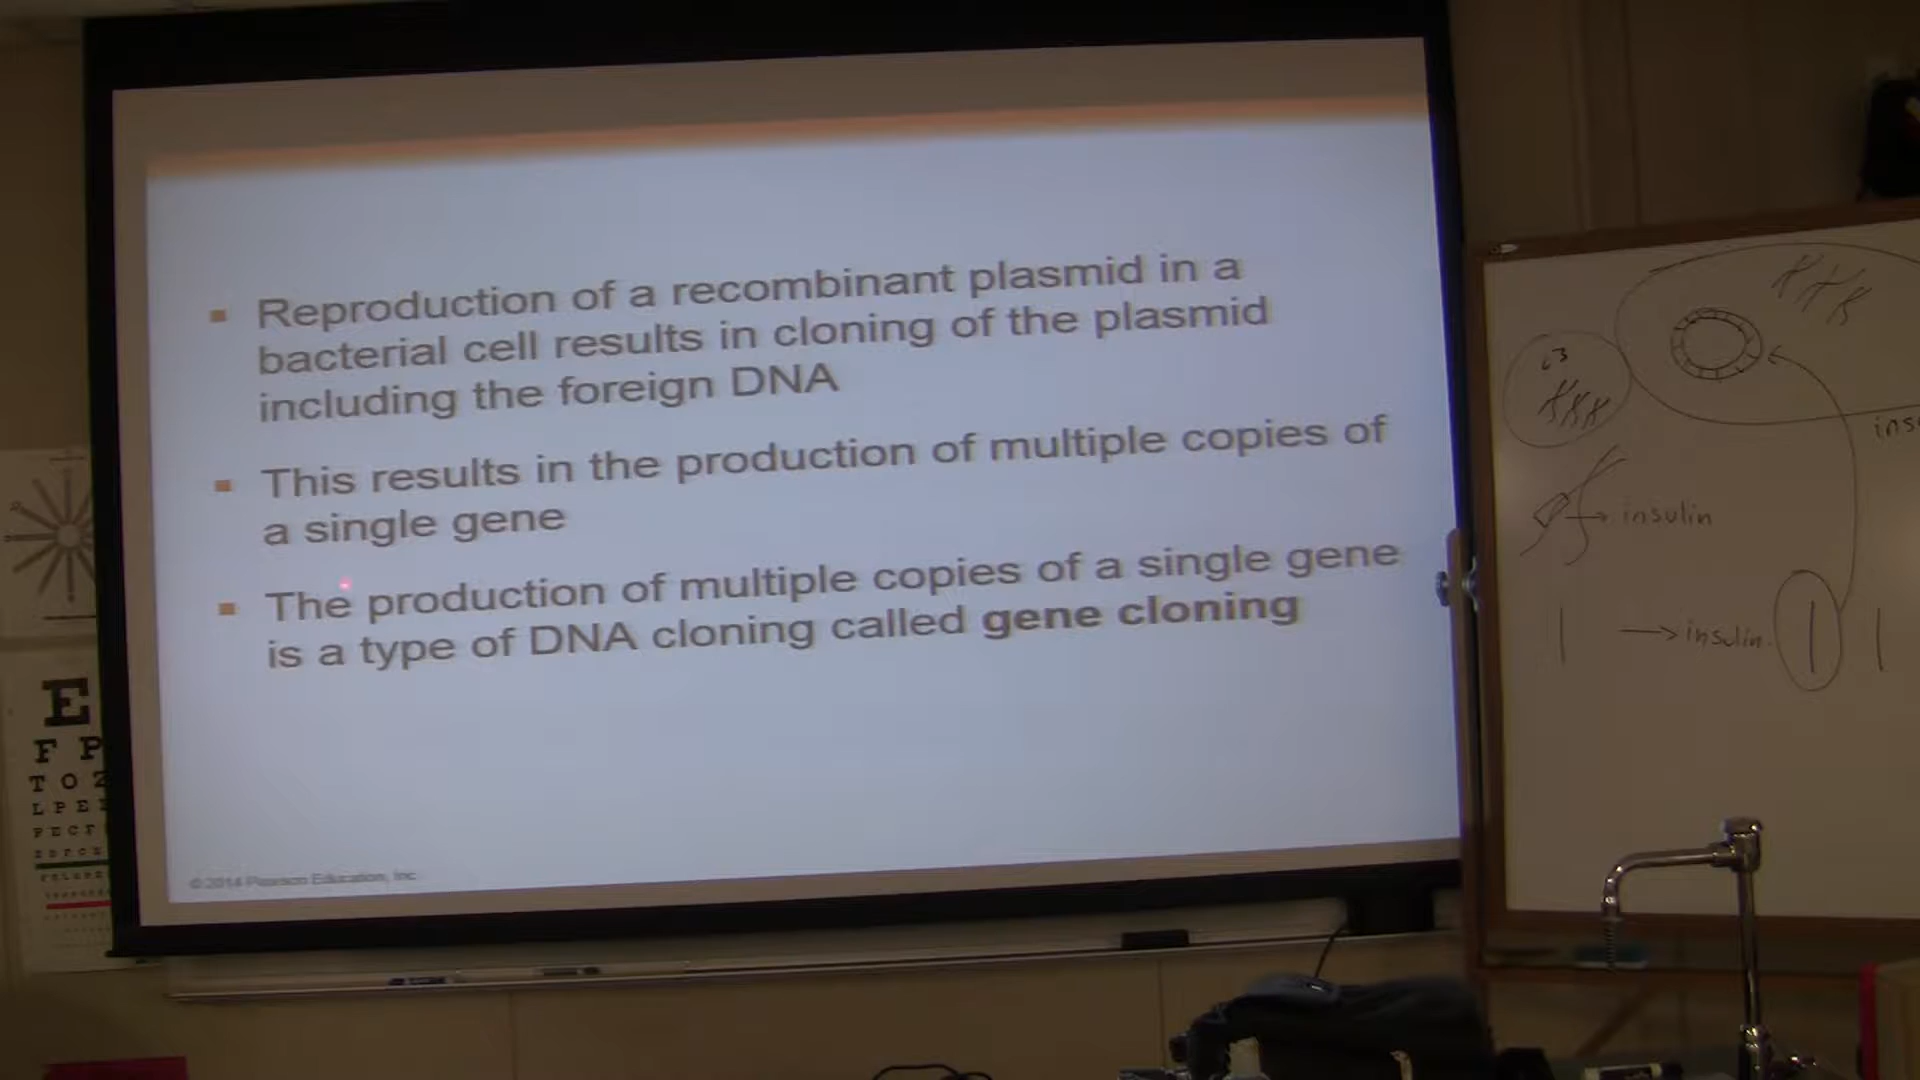 Reproduction of a recombinant plasmid in a
bacterial cell results in cloning of the plasmid
including the foreign DNA
This results in the production of multiple copies of
a single gene
The production of multiple copies of a single gene
is a type of DNA cloning called gene cloning
© 2014 Pearson Education, Inc.
insulin
insulin
E
F P
T O Z
L P E
P E C F